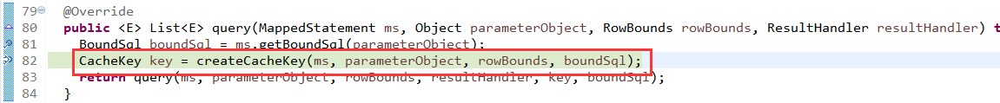 79 @Override
80 public <E> List<E> query(MappedStatement ms, Object parameterObject, RowBounds rowBounds, ResultHandler resultHandler) t
81 BoundSql boundSql = ms.getBoundSql(parameterObject);
82 CacheKey key = createCacheKey(ms, parameterObject, rowBounds, boundSql);
83 return query(ms, parameterObject, rowBounds, resultHandler, key, boundSql);
84 }